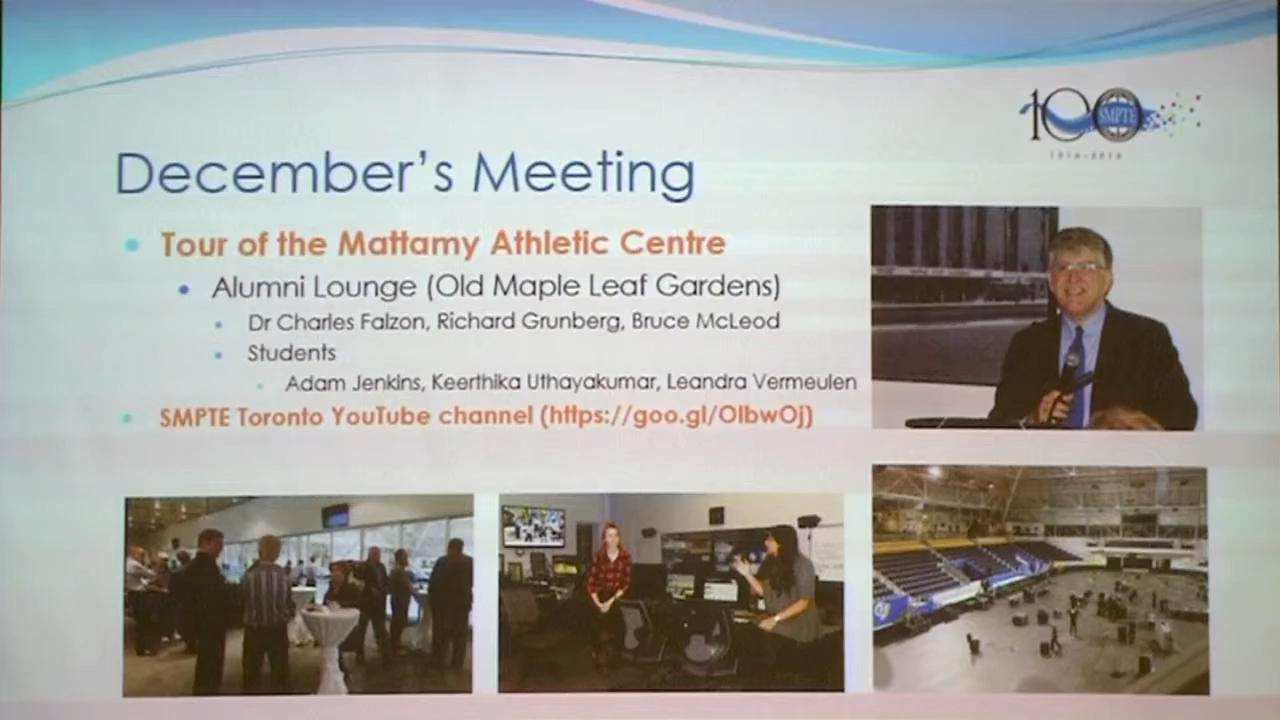 100
SMPTE
1916-2016
December’s Meeting
Tour of the Mattamy Athletic Centre
Alumni Lounge (Old Maple Leaf Gardens)
Dr Charles Falzon, Richard Grunberg, Bruce McLeod
Students
Adam Jenkins, Keerthika Uthayakumar, Leandra Vermeulen
SMPTE Toronto YouTube channel (https://goo.gl/OlbwOj)